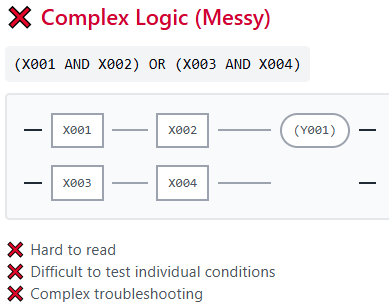 ❌ Complex Logic (Messy)
(X001 AND X002) OR (X003 AND X004)
X001 X002 (Y001)
X003 X004
❌ Hard to read
❌ Difficult to test individual conditions
❌ Complex troubleshooting